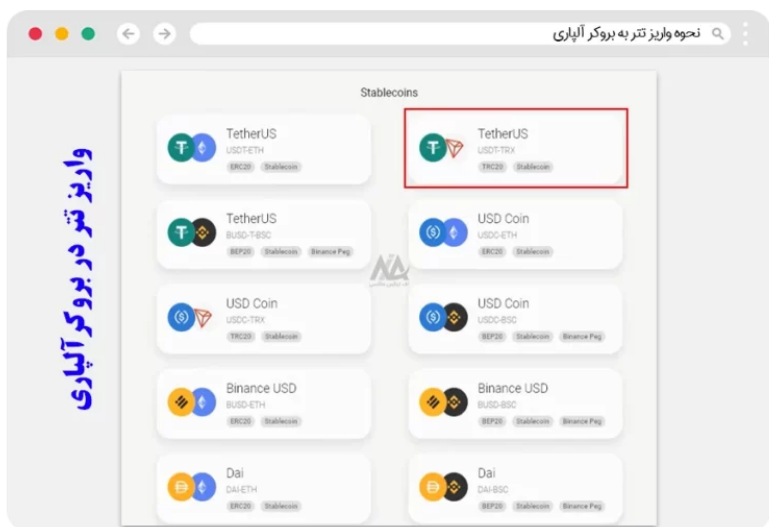 نحوه واریز تتر به بروکر آلپاری
واریز تتر در بروکر آلپاری
Stablecoins
TetherUS
USDT-ETH
ERC20 Stablecoin
TetherUS
USDT-TRX
TRC20 Stablecoin
TetherUS
BUSD-T-BSC
BEP20 Stablecoin Binance Peg
USD Coin
USDC-ETH
ERC20 Stablecoin
USD Coin
USDC-TRX
TRC20 Stablecoin
USD Coin
USDC-BSC
BEP20 Stablecoin Binance Peg
Binance USD
BUSD-ETH
ERC20 Stablecoin
Binance USD
BUSD-BSC
BEP20 Stablecoin Binance Peg
Dai
DAI-ETH
ERC20 Stablecoin
Dai
DAI-BSC
BEP20 Stablecoin Binance Peg